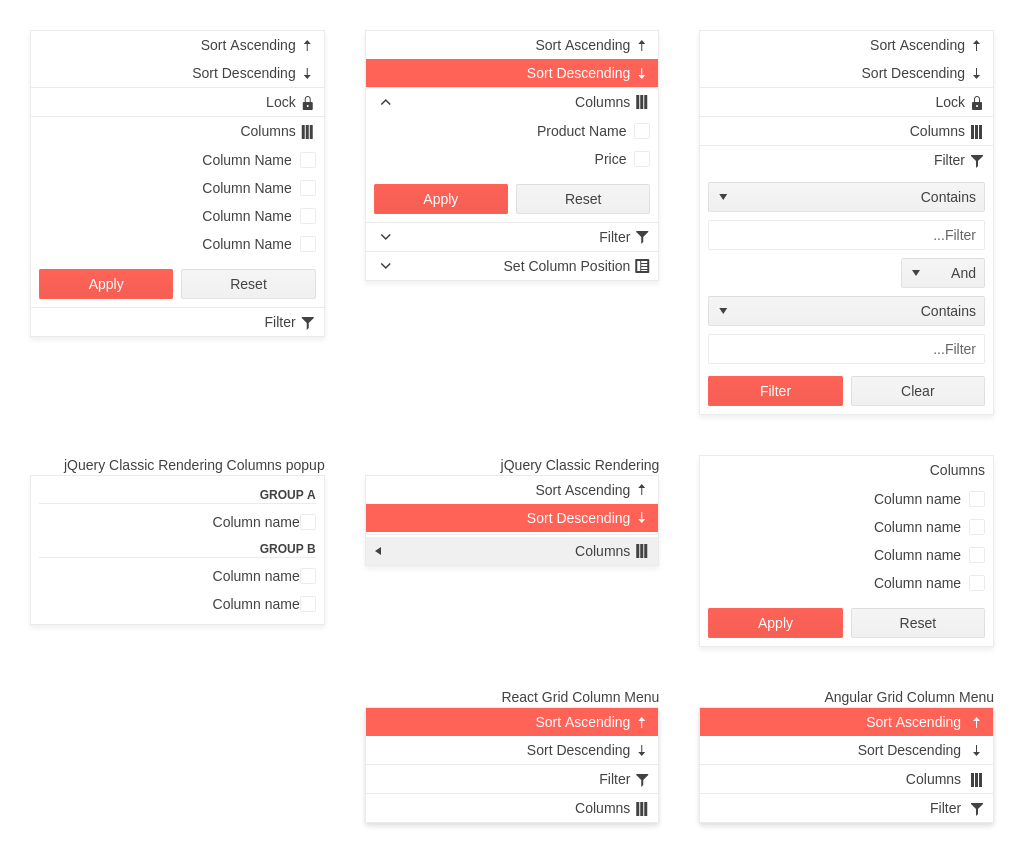 Sort Ascending
Sort Descending
Lock
Columns
Column Name
Column Name
Column Name
Column Name
Apply
Reset
Filter
Sort Ascending
Sort Descending
Columns
Product Name
Price
Apply
Reset
Filter
Set Column Position
Sort Ascending
Sort Descending
Lock
Columns
Filter
Contains
...Filter
And
Contains
...Filter
Filter
Clear
jQuery Classic Rendering Columns popup
GROUP A
Column name
GROUP B
Column name
Column name
jQuery Classic Rendering
Sort Ascending
Sort Descending
Columns
Columns
Column name
Column name
Column name
Column name
Apply
Reset
React Grid Column Menu
Sort Ascending
Sort Descending
Filter
Columns
Angular Grid Column Menu
Sort Ascending
Sort Descending
Columns
Filter